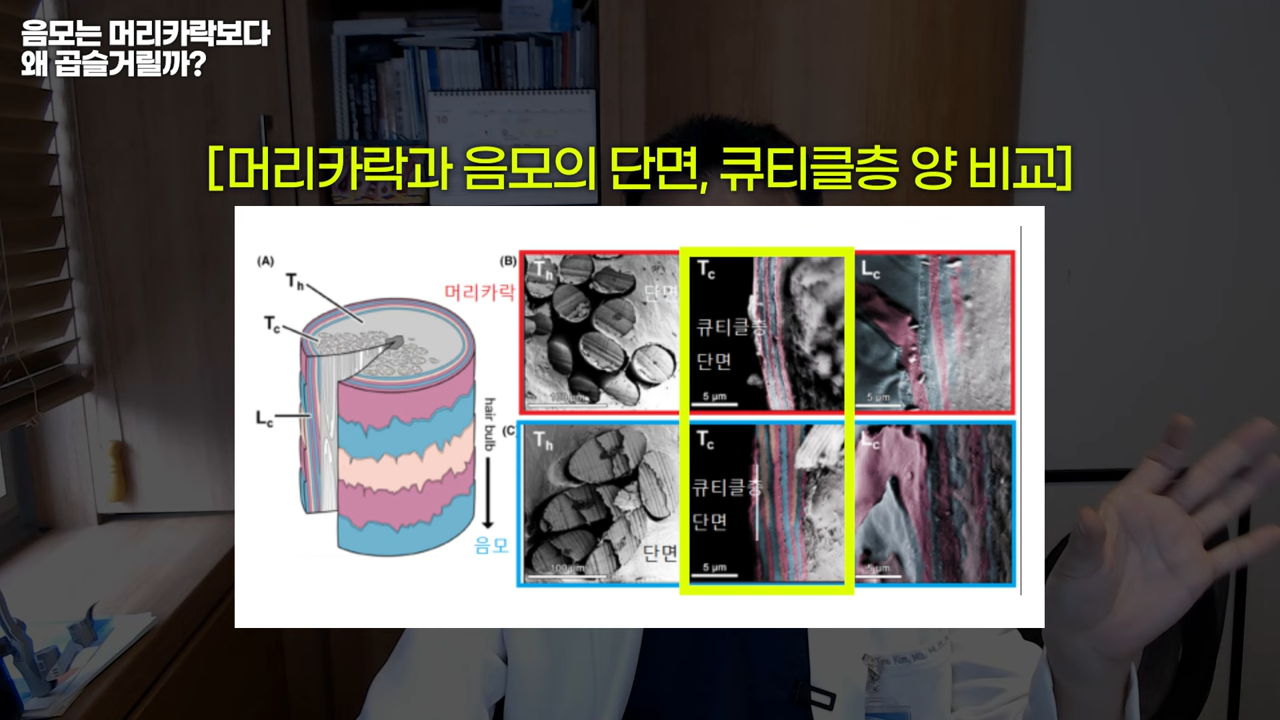 음모는 머리카락보다
왜 곱슬거릴까?
[머리카락과 음모의 단면, 큐티클층 양 비교]
(A)
Th
Tc
Lc
hair bulb
머리카락
음모
(B)
Th
단면
100 µm
Tc
큐티클층
단면
5 µm
Lc
5 µm
(C
Th
단면
100 µm
Tc
큐티클층
단면
5 µm
Lc
5 µm
10